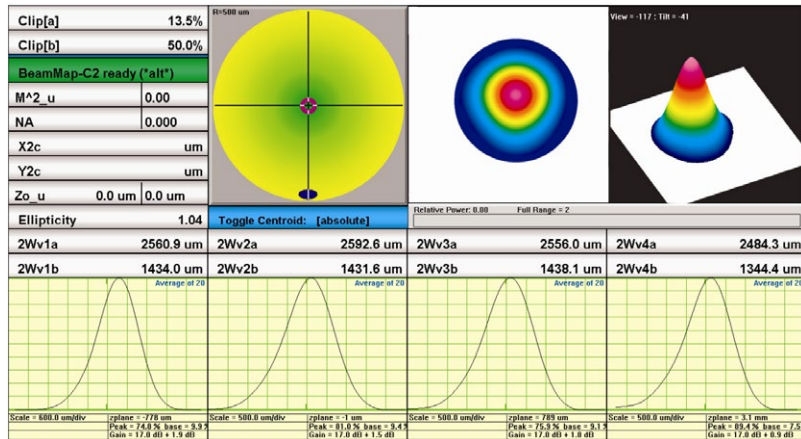 Clip[a] 13.5%
Clip[b] 50.0%
BeamMap-C2 ready (*alt*)
M^2_u 0.00
NA 0.000
X2c um
Y2c um
Zo_u 0.0 um 0.0 um
Ellipticity 1.04
R=500 um
View = -117 : Tilt = -41
Toggle Centroid: [absolute]
Relative Power: 0.00 Full Range = 2
2Wv1a 2560.9 um
2Wv2a 2592.6 um
2Wv3a 2556.0 um
2Wv4a 2484.3 um
2Wv1b 1434.0 um
2Wv2b 1431.6 um
2Wv3b 1438.1 um
2Wv4b 1344.4 um
Average of 20
Average of 20
Average of 20
Average of 20
Scale = 600.0 um/div zplane = -778 um
Peak = 74.0 % base = 9.9
Gain = 17.0 dB + 1.9 dB
Scale = 500.0 um/div zplane = -1 um
Peak = 81.0 % base = 9.4
Gain = 17.0 dB + 1.5 dB
Scale = 500.0 um/div zplane = 789 um
Peak = 75.9 % base = 9.1
Gain = 17.0 dB + 1.0 dB
Scale = 500.0 um/div zplane = 3.1 mm
Peak = 89.4 % base = 7.5
Gain = 17.0 dB + 0.9 dB